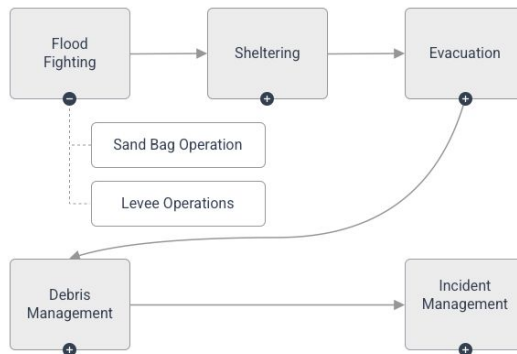 Flood
Fighting
Sheltering
Evacuation
Sand Bag Operation
Levee Operations
Debris
Management
Incident
Management